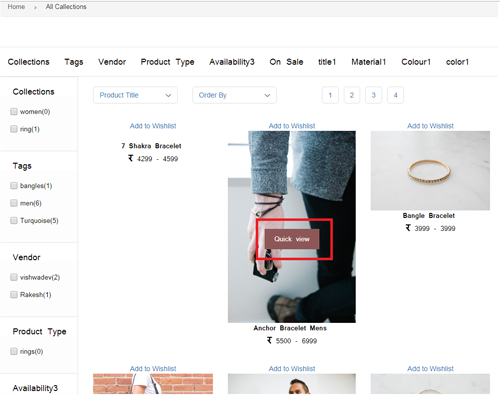 Home › All Callections
Collections Tags Vendor Product Type Availability3 On Sale title1 Material1 Colour1 color1
Collections
women(0)
ring(1)
Tags
bangles(1)
men(6)
Turquoise(5)
Vendor
vishwadev(2)
Rakesh(1)
Product Type
rings(0)
Availability3
Product Title
Order By
1 2 3 4
Add to Wishlist
7 Shakra Bracelet
₹ 4299 - 4599
Add to Wishlist
Quick view
Anchor Bracelet Mens
₹ 5500 - 6999
Add to Wishlist
Bangle Bracelet
₹ 3999 - 3999
Add to Wishlist
Add to Wishlist
Add to Wishlist